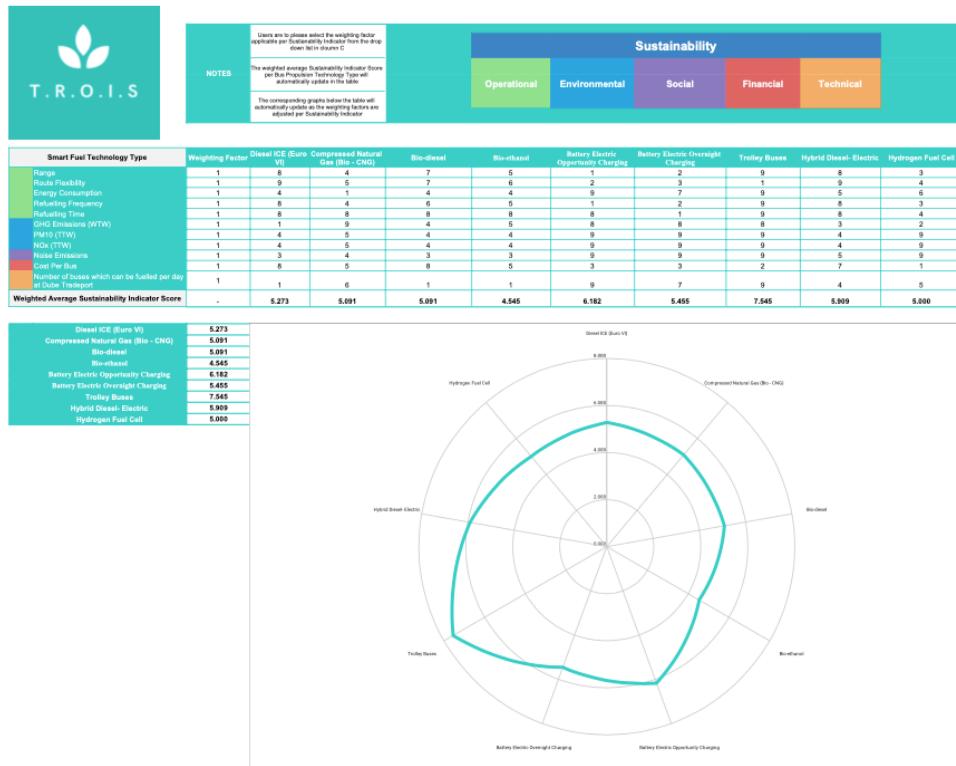 T.R.O.I.S
NOTES
Users are to please select the weighting factor
applicable per Sustainability Indicator from the drop
down list in cloumn C
The weighted average Sustainability Indicator Score
per Bus Propulsion Technology Type will
automatically update in the table
The corresponding graphs below the table will
automatically update as the weighting factors are
adjusted per Sustainability Indicator
Sustainability
Operational Environmental Social Financial Technical
Smart Fuel Technology Type Weighting Factor Diesel ICE (Euro VI) Compressed Natural Gas (Bio - CNG) Bio-diesel Bio-ethanol Battery Electric Opportunity Charging Battery Electric Overnight Charging Trolley Buses Hybrid Diesel- Electric Hydrogen Fuel Cell
Range 1 8 4 7 5 1 2 9 8 3
Route Flexibility 1 9 5 7 6 2 3 1 9 4
Energy Consumption 1 4 1 4 4 9 7 9 5 6
Refuelling Frequency 1 8 4 6 5 1 2 9 8 3
Refuelling Time 1 8 8 8 8 8 1 9 8 4
GHG Emissions (WTW) 1 1 9 4 5 8 8 8 3 2
PM10 (TTW) 1 4 5 4 4 9 9 9 4 9
NOx (TTW) 1 4 5 4 4 9 9 9 4 9
Noise Emissions 1 3 4 3 3 9 9 9 5 9
Cost Per Bus 1 8 5 8 5 3 3 2 7 1
Number of buses which can be fuelled per day
at Dube Tradeport 1 1 6 1 1 9 7 9 4 5
Weighted Average Sustainability Indicator Score - 5.273 5.091 5.091 4.545 6.182 5.455 7.545 5.909 5.000
Diesel ICE (Euro VI) 5.273
Compressed Natural Gas (Bio - CNG) 5.091
Bio-diesel 5.091
Bio-ethanol 4.545
Battery Electric Opportunity Charging 6.182
Battery Electric Overnight Charging 5.455
Trolley Buses 7.545
Hybrid Diesel- Electric 5.909
Hydrogen Fuel Cell 5.000
Diesel ICE (Euro VI)
8.000
Hydrogen Fuel Cell
Compressed Natural Gas (Bio - CNG)
6.000
4.000
Hybrid Diesel- Electric
Bio-diesel
2.000
0.000
Trolley Buses
Bio-ethanol
Battery Electric Overnight Charging
Battery Electric Opportunity Charging